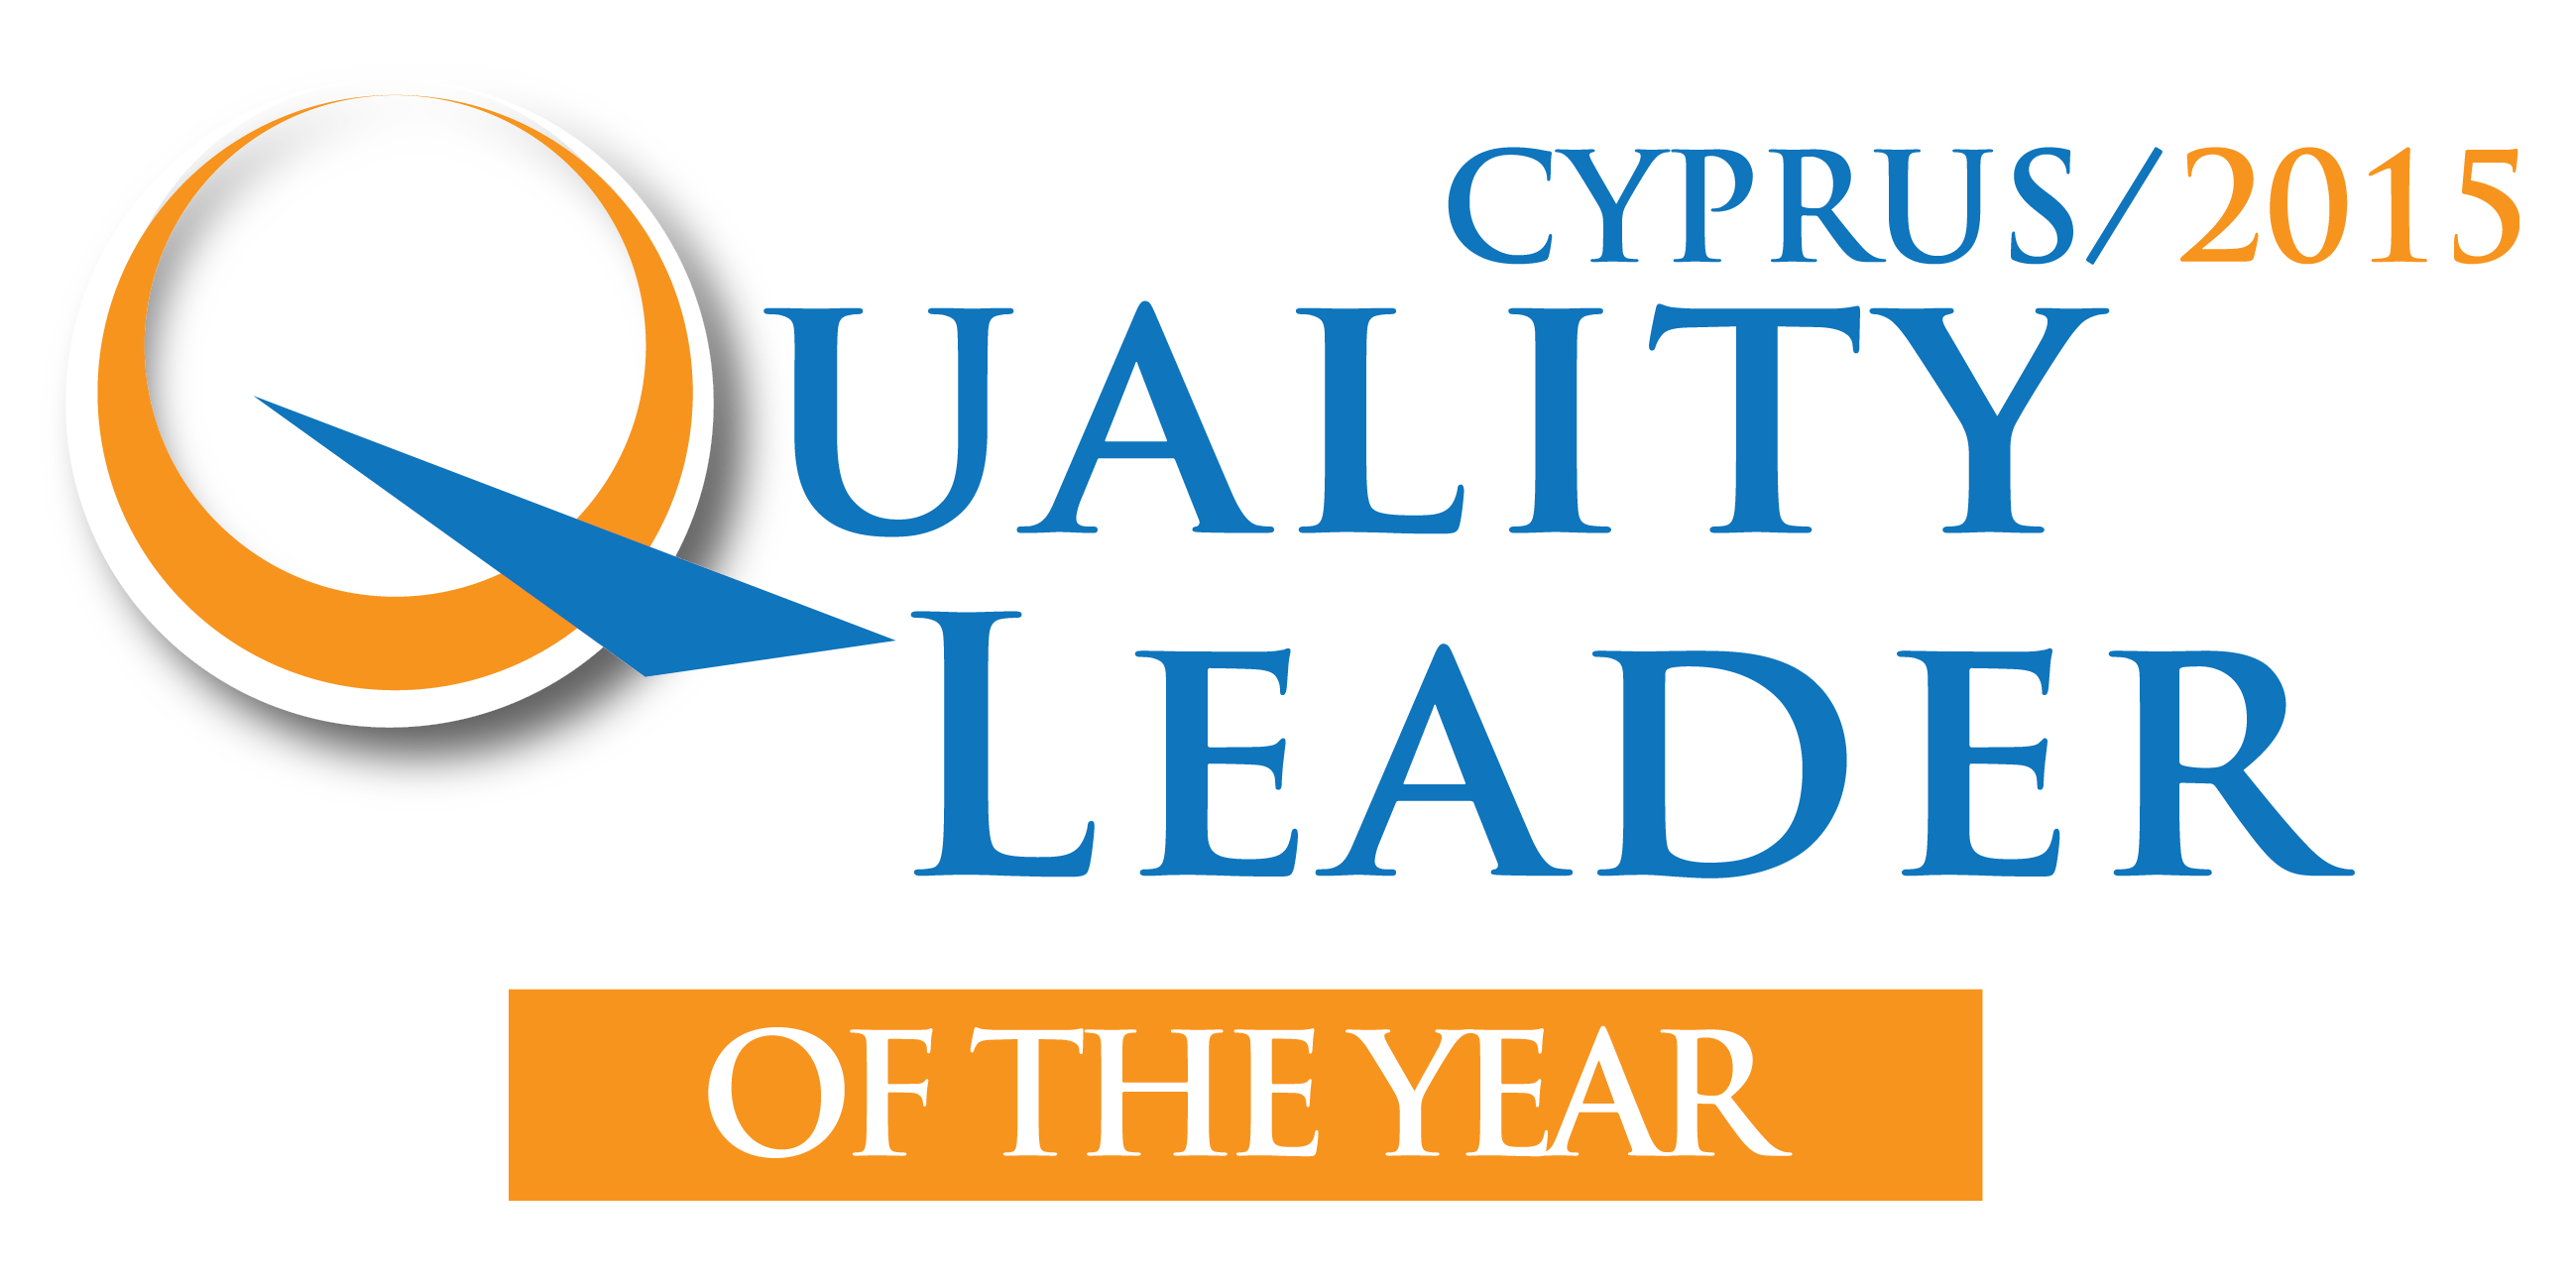 CYPRUS/2015
QUALITY
LEADER
OF THE YEAR